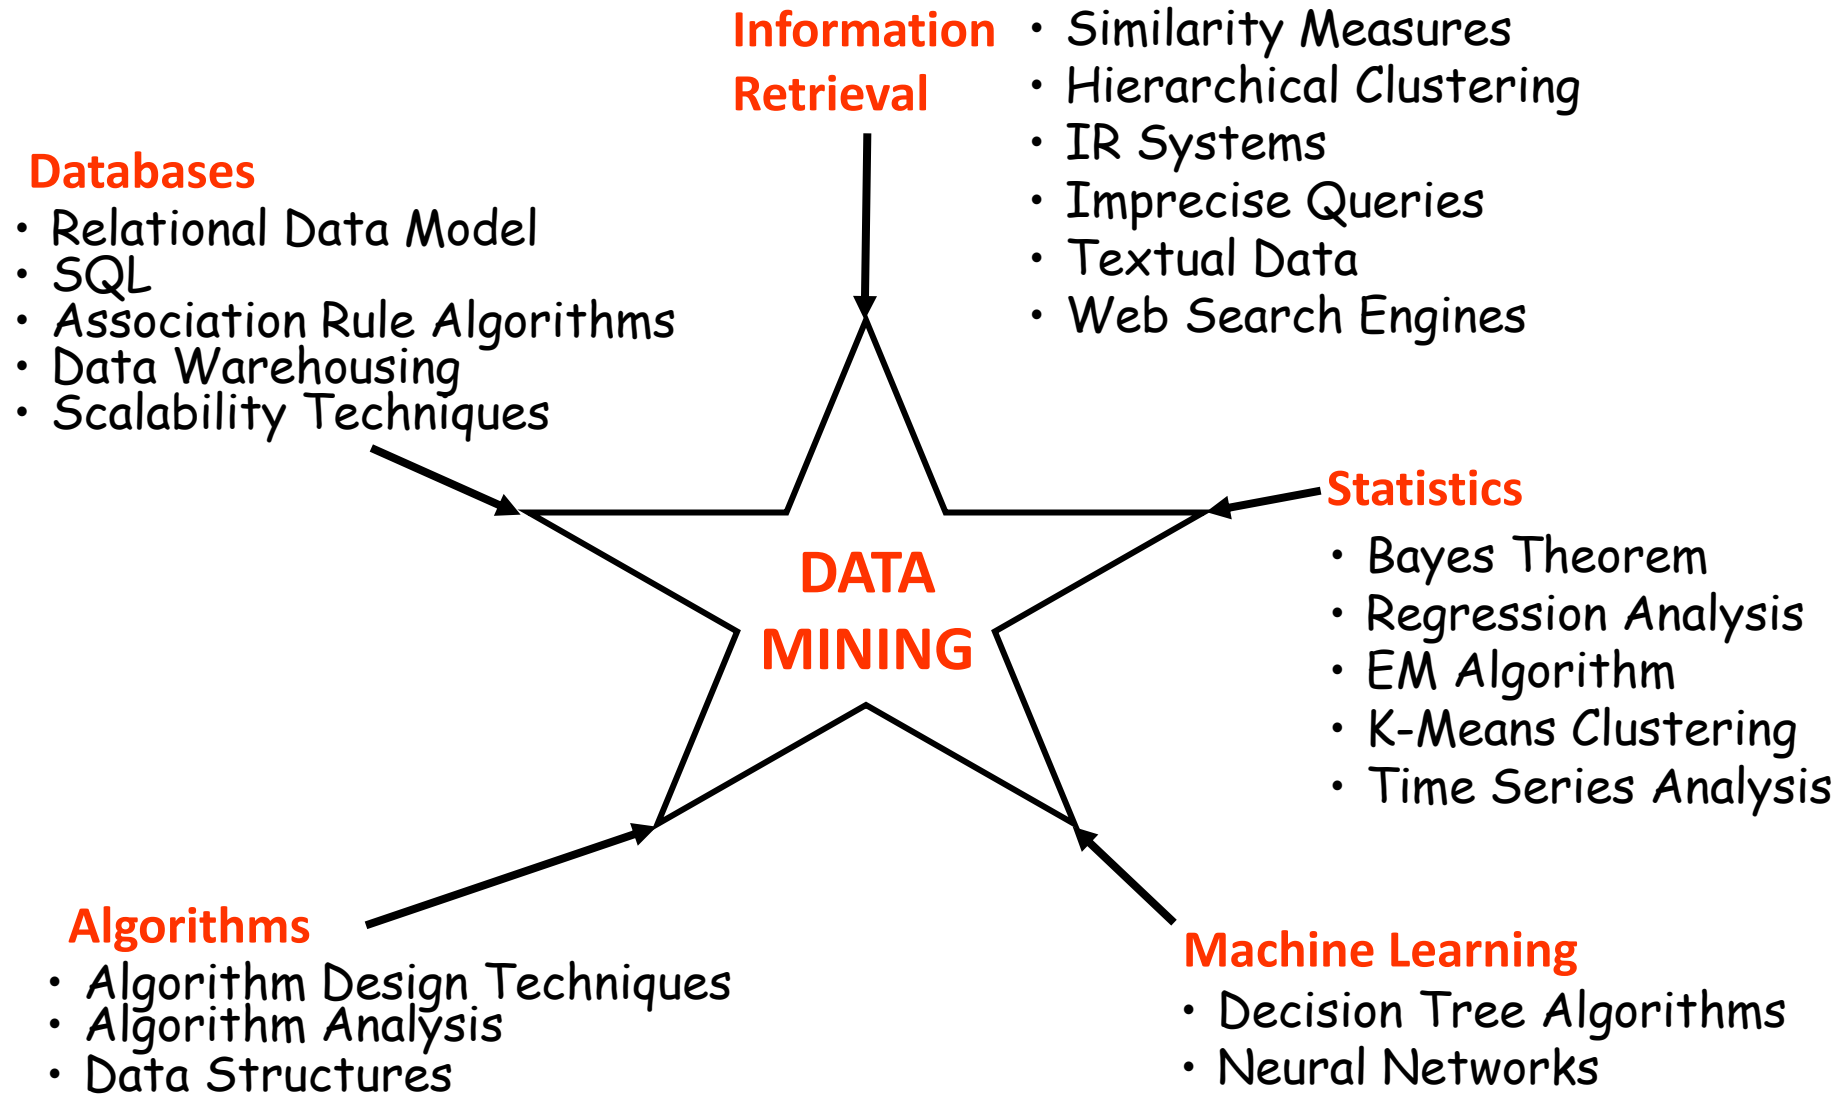 Information
Retrieval
• Similarity Measures
• Hierarchical Clustering
• IR Systems
• Imprecise Queries
• Textual Data
• Web Search Engines
Databases
• Relational Data Model
• SQL
• Association Rule Algorithms
• Data Warehousing
• Scalability Techniques
Statistics
• Bayes Theorem
• Regression Analysis
• EM Algorithm
• K-Means Clustering
• Time Series Analysis
DATA
MINING
Algorithms
• Algorithm Design Techniques
• Algorithm Analysis
• Data Structures
Machine Learning
• Decision Tree Algorithms
• Neural Networks